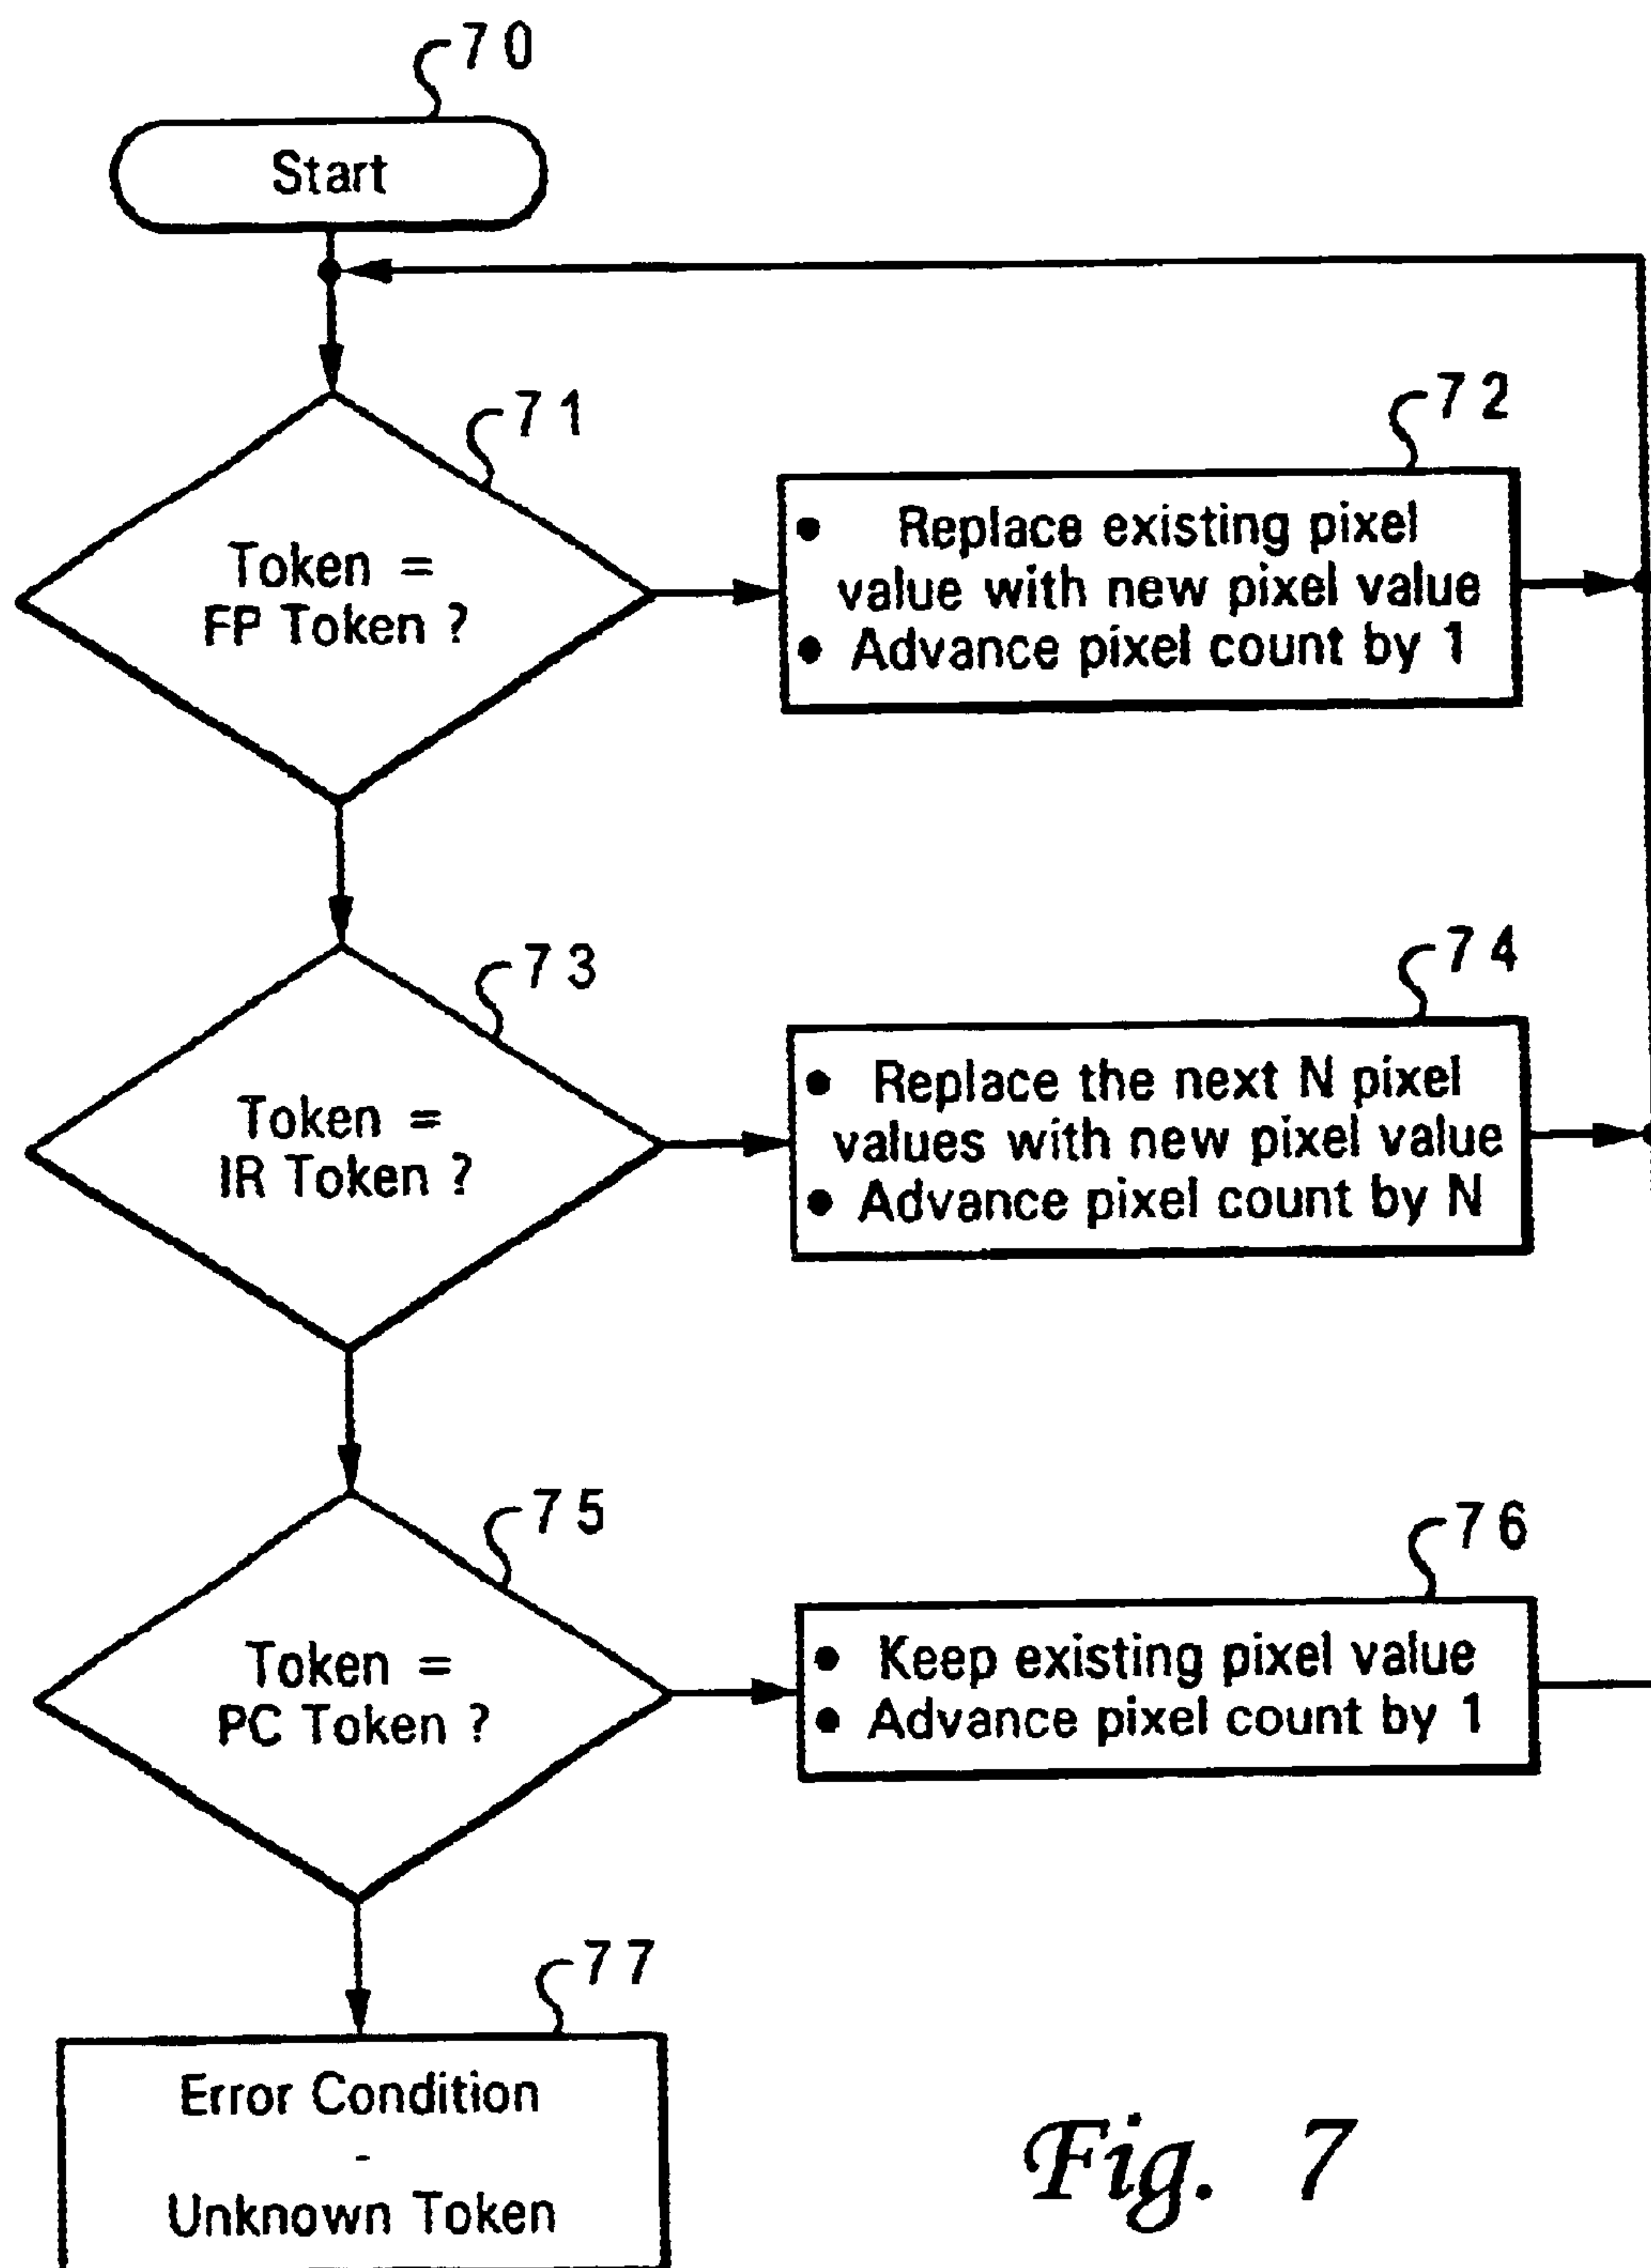 70
Start
71
Token =
FP Token ?
72
• Replace existing pixel
value with new pixel value
• Advance pixel count by 1
73
Token =
IR Token ?
74
• Replace the next N pixel
values with new pixel value
• Advance pixel count by N
75
Token =
PC Token ?
76
• Keep existing pixel value
• Advance pixel count by 1
77
Error Condition
-
Unknown Token
Fig. 7